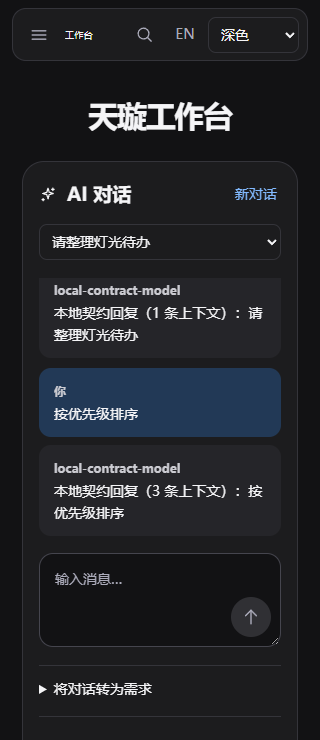 工作台
EN
深色
天璇工作台
AI 对话
新对话
请整理灯光待办
local-contract-model
本地契约回复（1 条上下文）：请
整理灯光待办
你
按优先级排序
local-contract-model
本地契约回复（3 条上下文）：按
优先级排序
输入消息...
将对话转为需求